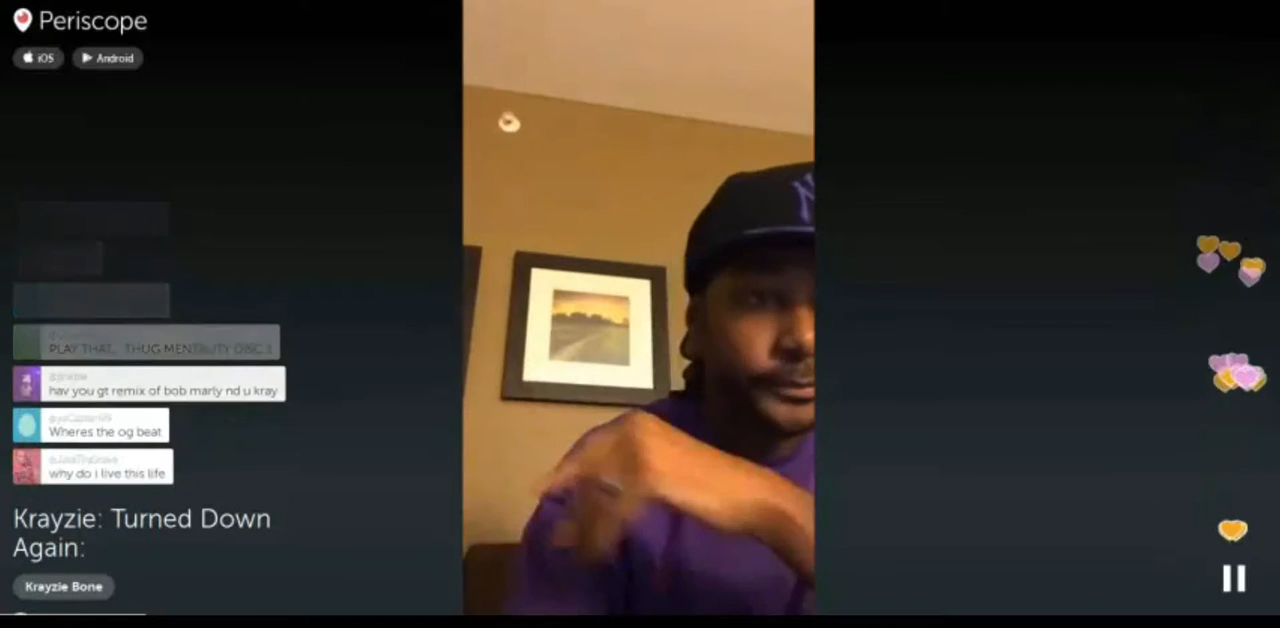 Periscope
iOS
Android
PLAY THAT.. THUG MENTALITY DISC 1
hav you gt remix of bob marly nd u kray
Wheres the og beat
why do i live this life
Krayzie: Turned Down
Again:
Krayzie Bone